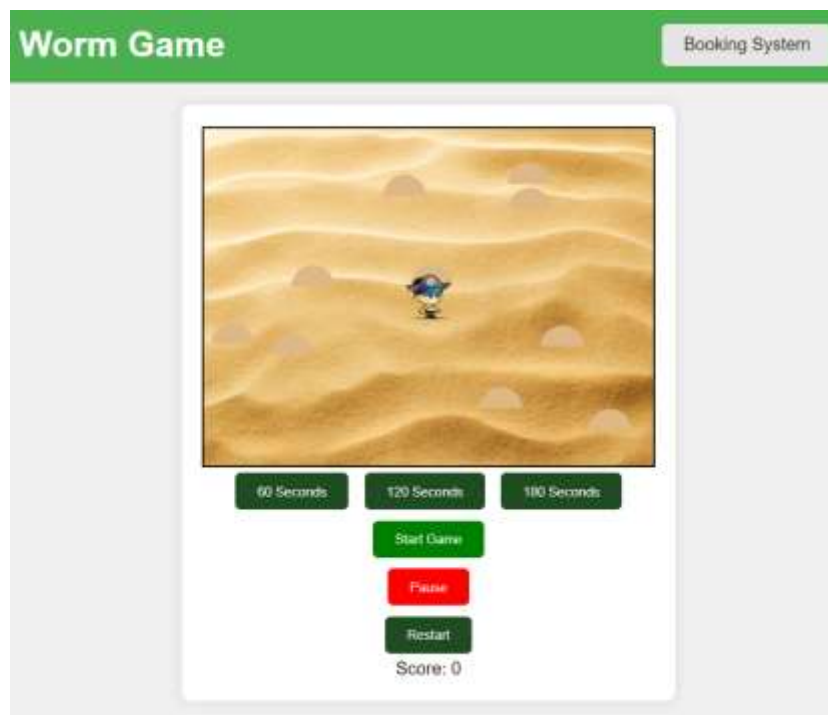 Worm Game
Booking System
60 Seconds 120 Seconds 180 Seconds
Start Game
Pause
Restart
Score: 0